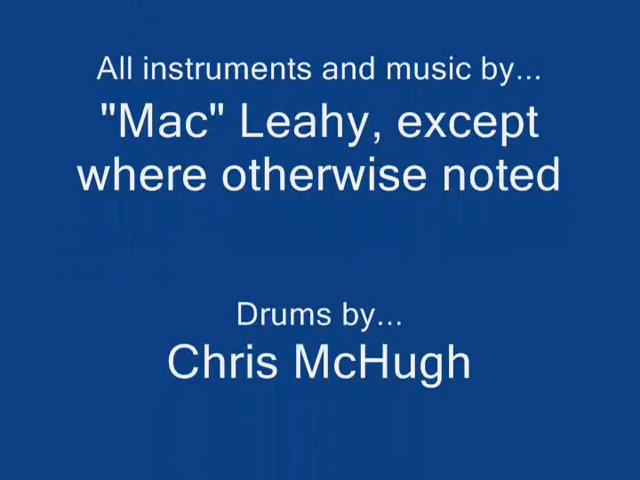 All instruments and music by...
"Mac" Leahy, except
where otherwise noted
Drums by...
Chris McHugh